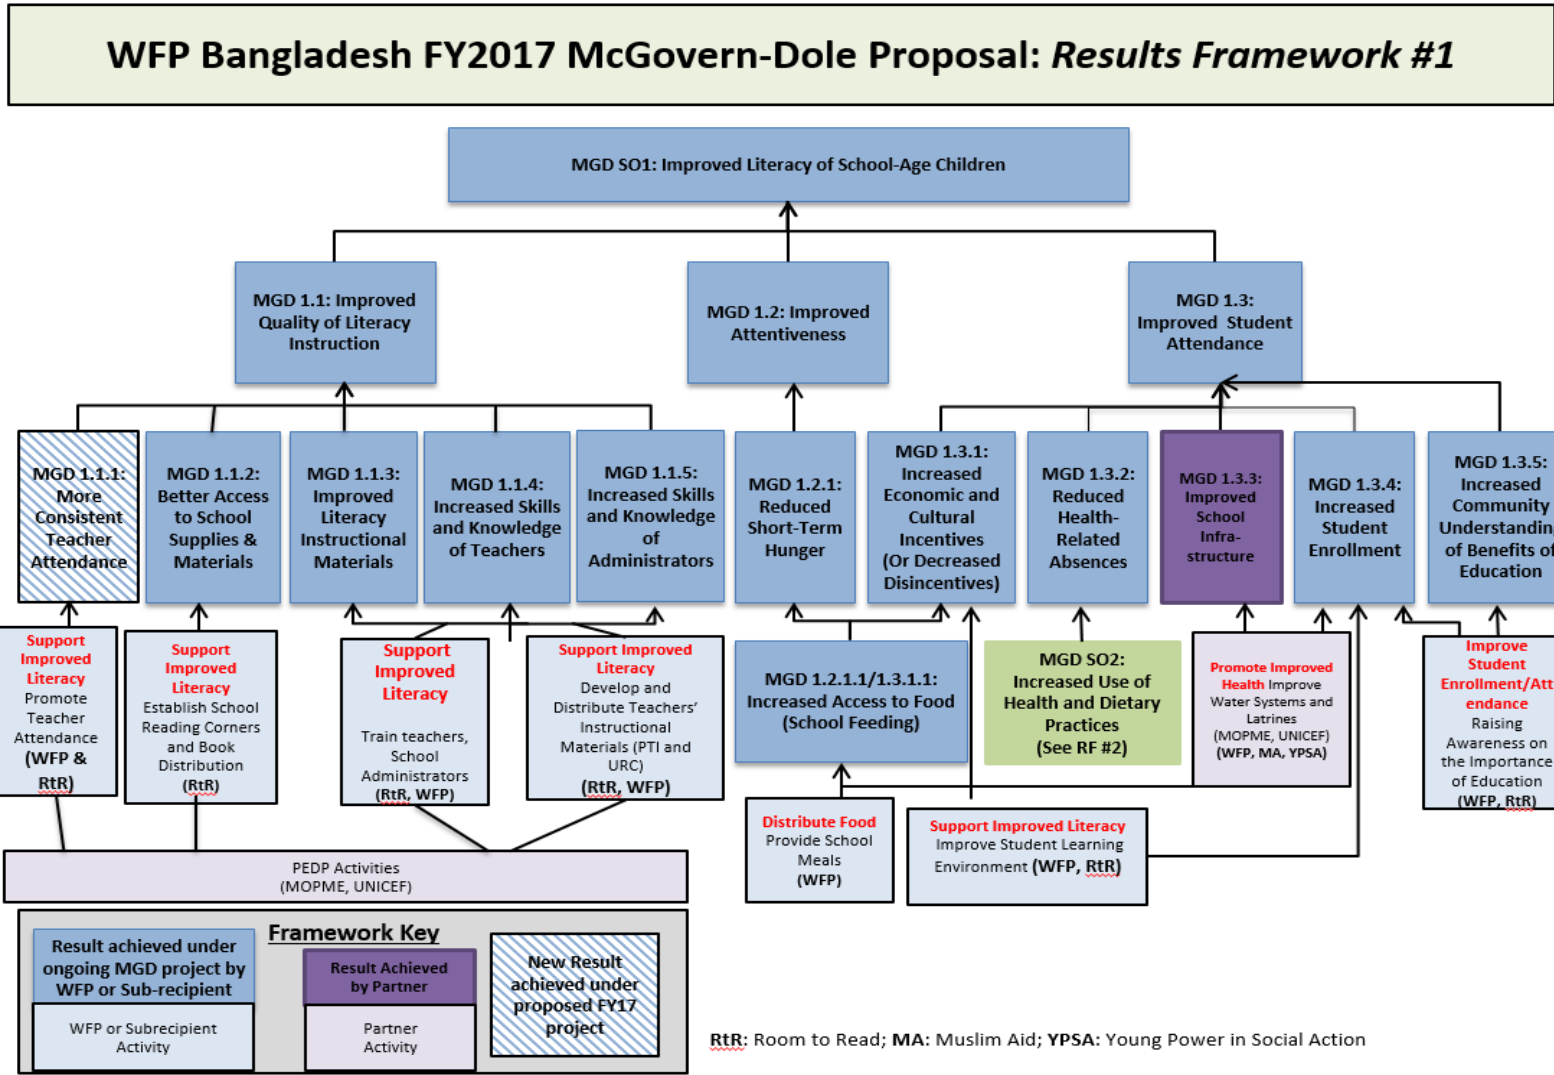 WFP Bangladesh FY2017 McGovern-Dole Proposal: Results Framework #1
MGD SO1: Improved Literacy of School-Age Children
MGD 1.1: Improved
Quality of Literacy
Instruction
MGD 1.2: Improved
Attentiveness
MGD 1.3:
Improved Student
Attendance
MGD 1.1.1:
More
Consistent
Teacher
Attendance
MGD 1.1.2:
Better Access
to School
Supplies &
Materials
MGD 1.1.3:
Improved
Literacy
Instructional
Materials
MGD 1.1.4:
Increased Skills
and Knowledge
of Teachers
MGD 1.1.5:
Increased Skills
and Knowledge
of
Administrators
MGD 1.2.1:
Reduced
Short-Term
Hunger
MGD 1.3.1:
Increased
Economic and
Cultural
Incentives
(Or Decreased
Disincentives)
MGD 1.3.2:
Reduced
Health-
Related
Absences
MGD 1.3.3:
Improved
School
Infra-
structure
MGD 1.3.4:
Increased
Student
Enrollment
MGD 1.3.5:
Increased
Community
Understandin
of Benefits of
Education
Support
Improved
Literacy
Promote
Teacher
Attendance
(WFP &
RtR)
Support
Improved
Literacy
Establish School
Reading Corners
and Book
Distribution
(RtR)
Support
Improved
Literacy
Train teachers,
School
Administrators
(RtR, WFP)
Support Improved
Literacy
Develop and
Distribute Teachers'
Instructional
Materials (PTI and
URC)
(RtR, WFP)
MGD 1.2.1.1/1.3.1.1:
Increased Access to Food
(School Feeding)
MGD SO2:
Increased Use of
Health and Dietary
Practices
(See RF #2)
Promote Improved
Health Improve
Water Systems and
Latrines
(MOPME, UNICEF)
(WFP, MA, YPSA)
Improve
Student
Enrollment/Att
endance
Raising
Awareness on
the Importance
of Education
(WFP, RtR)
Distribute Food
Provide School
Meals
(WFP)
Support Improved Literacy
Improve Student Learning
Environment (WFP, RtR)
PEDP Activities
(MOPME, UNICEF)
Framework Key
Result achieved under
ongoing MGD project by
WFP or Sub-recipient
WFP or Subrecipient
Activity
Result Achieved
by Partner
Partner
Activity
New Result
achieved under
proposed FY17
project
RtR: Room to Read; MA: Muslim Aid; YPSA: Young Power in Social Action